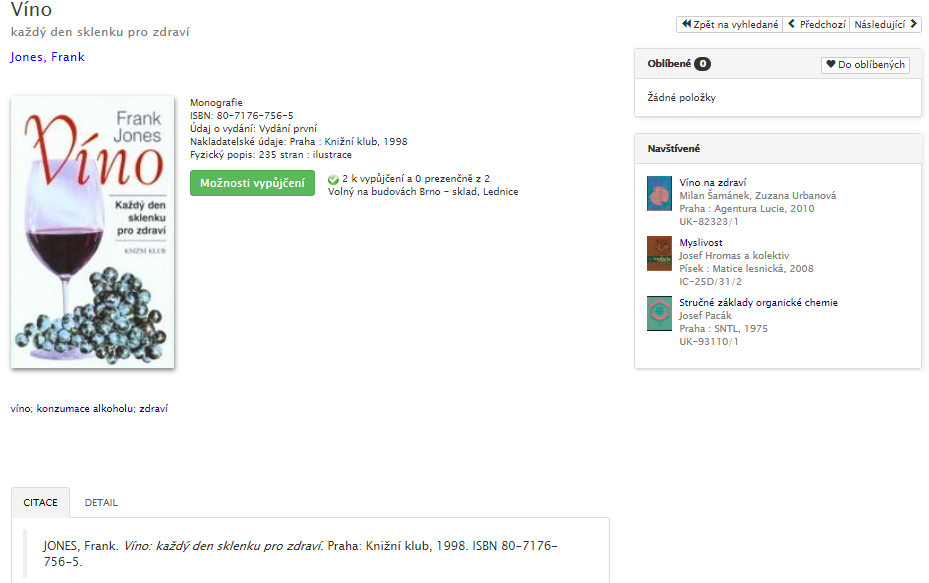 Víno
každý den sklenku pro zdraví
Jones, Frank
Zpět na vyhledané Předchozí Následující
Oblíbené 0 Do oblíbených
Žádné položky
Frank
Jones
Víno
Každý den
sklenku
pro zdraví
KNIŽNÍ KLUB
Monografie
ISBN: 80-7176-756-5
Údaj o vydání: Vydání první
Nakladatelské údaje: Praha : Knižní klub, 1998
Fyzický popis: 235 stran : ilustrace
Možnosti vypůjčení
2 k vypůjčení a 0 prezenčně z 2
Volný na budovách Brno - sklad, Lednice
Navštívené
Víno na zdraví
Milan Šamánek, Zuzana Urbanová
Praha : Agentura Lucie, 2010
UK-82323/1
Myslivost
Josef Hromas a kolektiv
Písek : Matice lesnická, 2008
IC-25D/31/2
Stručné základy organické chemie
Josef Pacák
Praha : SNTL, 1975
UK-93110/1
víno; konzumace alkoholu; zdraví
CITACE DETAIL
JONES, Frank. Víno: každý den sklenku pro zdraví. Praha: Knižní klub, 1998. ISBN 80-7176-
756-5.